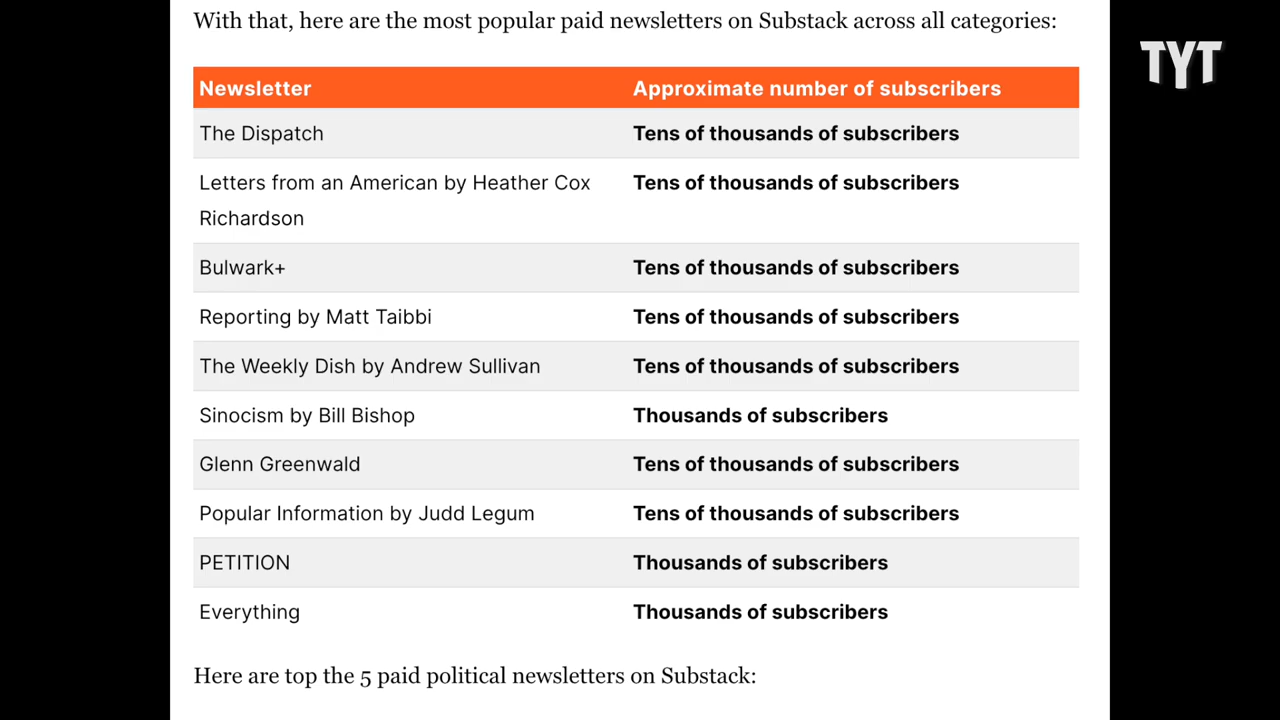 With that, here are the most popular paid newsletters on Substack across all categories:
TYT
Newsletter Approximate number of subscribers
The Dispatch Tens of thousands of subscribers
Letters from an American by Heather Cox Tens of thousands of subscribers
Richardson
Bulwark+ Tens of thousands of subscribers
Reporting by Matt Taibbi Tens of thousands of subscribers
The Weekly Dish by Andrew Sullivan Tens of thousands of subscribers
Sinocism by Bill Bishop Thousands of subscribers
Glenn Greenwald Tens of thousands of subscribers
Popular Information by Judd Legum Tens of thousands of subscribers
PETITION Thousands of subscribers
Everything Thousands of subscribers
Here are top the 5 paid political newsletters on Substack: